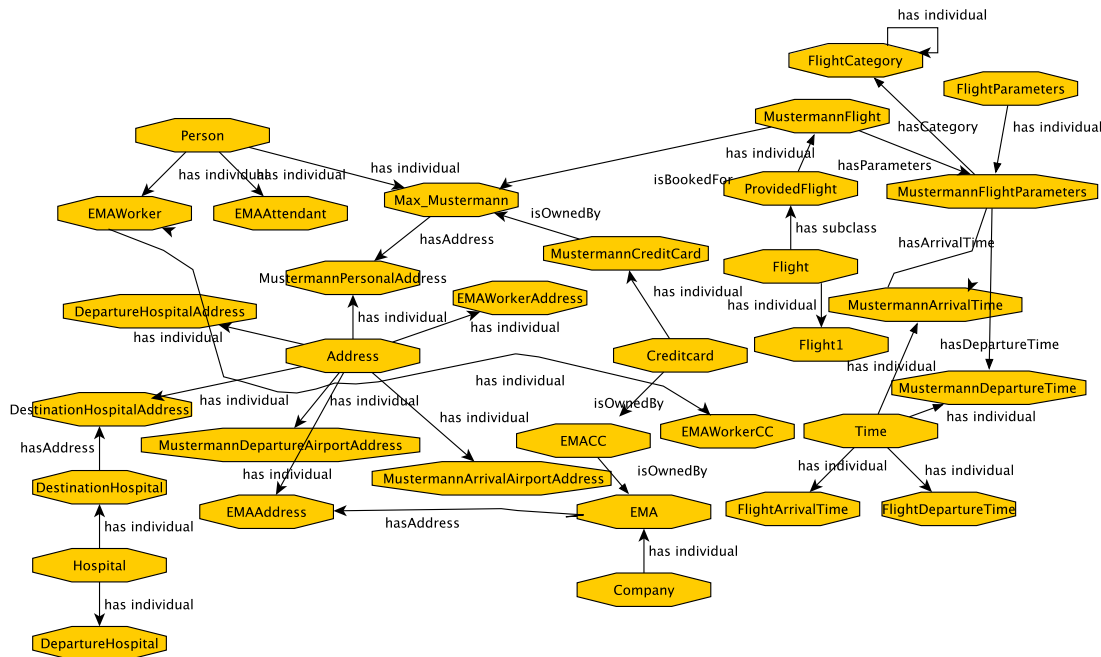 has individual
FlightCategory
FlightParameters
MustermannFlight
hasCategory
has individual
Person
has individual
has individual
has individual
has individual
hasParameters
isBookedFor
ProvidedFlight
MustermannFlightParameters
EMAWorker
EMAAttendant
Max_Mustermann
isOwnedBy
has subclass
hasAddress
hasArrivalTime
MustermannCreditCard
Flight
MustermannPersonalAddress
has individual
has individual
EMAWorkerAddress
MustermannArrivalTime
DepartureHospitalAddress
has individual
has individual
has individual
Flight1
hasDepartureTime
Address
Creditcard
has individual
has individual
MustermannDepartureTime
has individual
has individual
isOwnedBy
DestinationHospitalAddress
has individual
has individual
EMAWorkerCC
Time
hasAddress
MustermannDepartureAirportAddress
EMACC
has individual
has individual
isOwnedBy
has individual
MustermannArrivalAirportAddress
DestinationHospital
EMAAddress
hasAddress
EMA
FlightArrivalTime
FlightDepartureTime
has individual
has individual
Hospital
Company
has individual
DepartureHospital